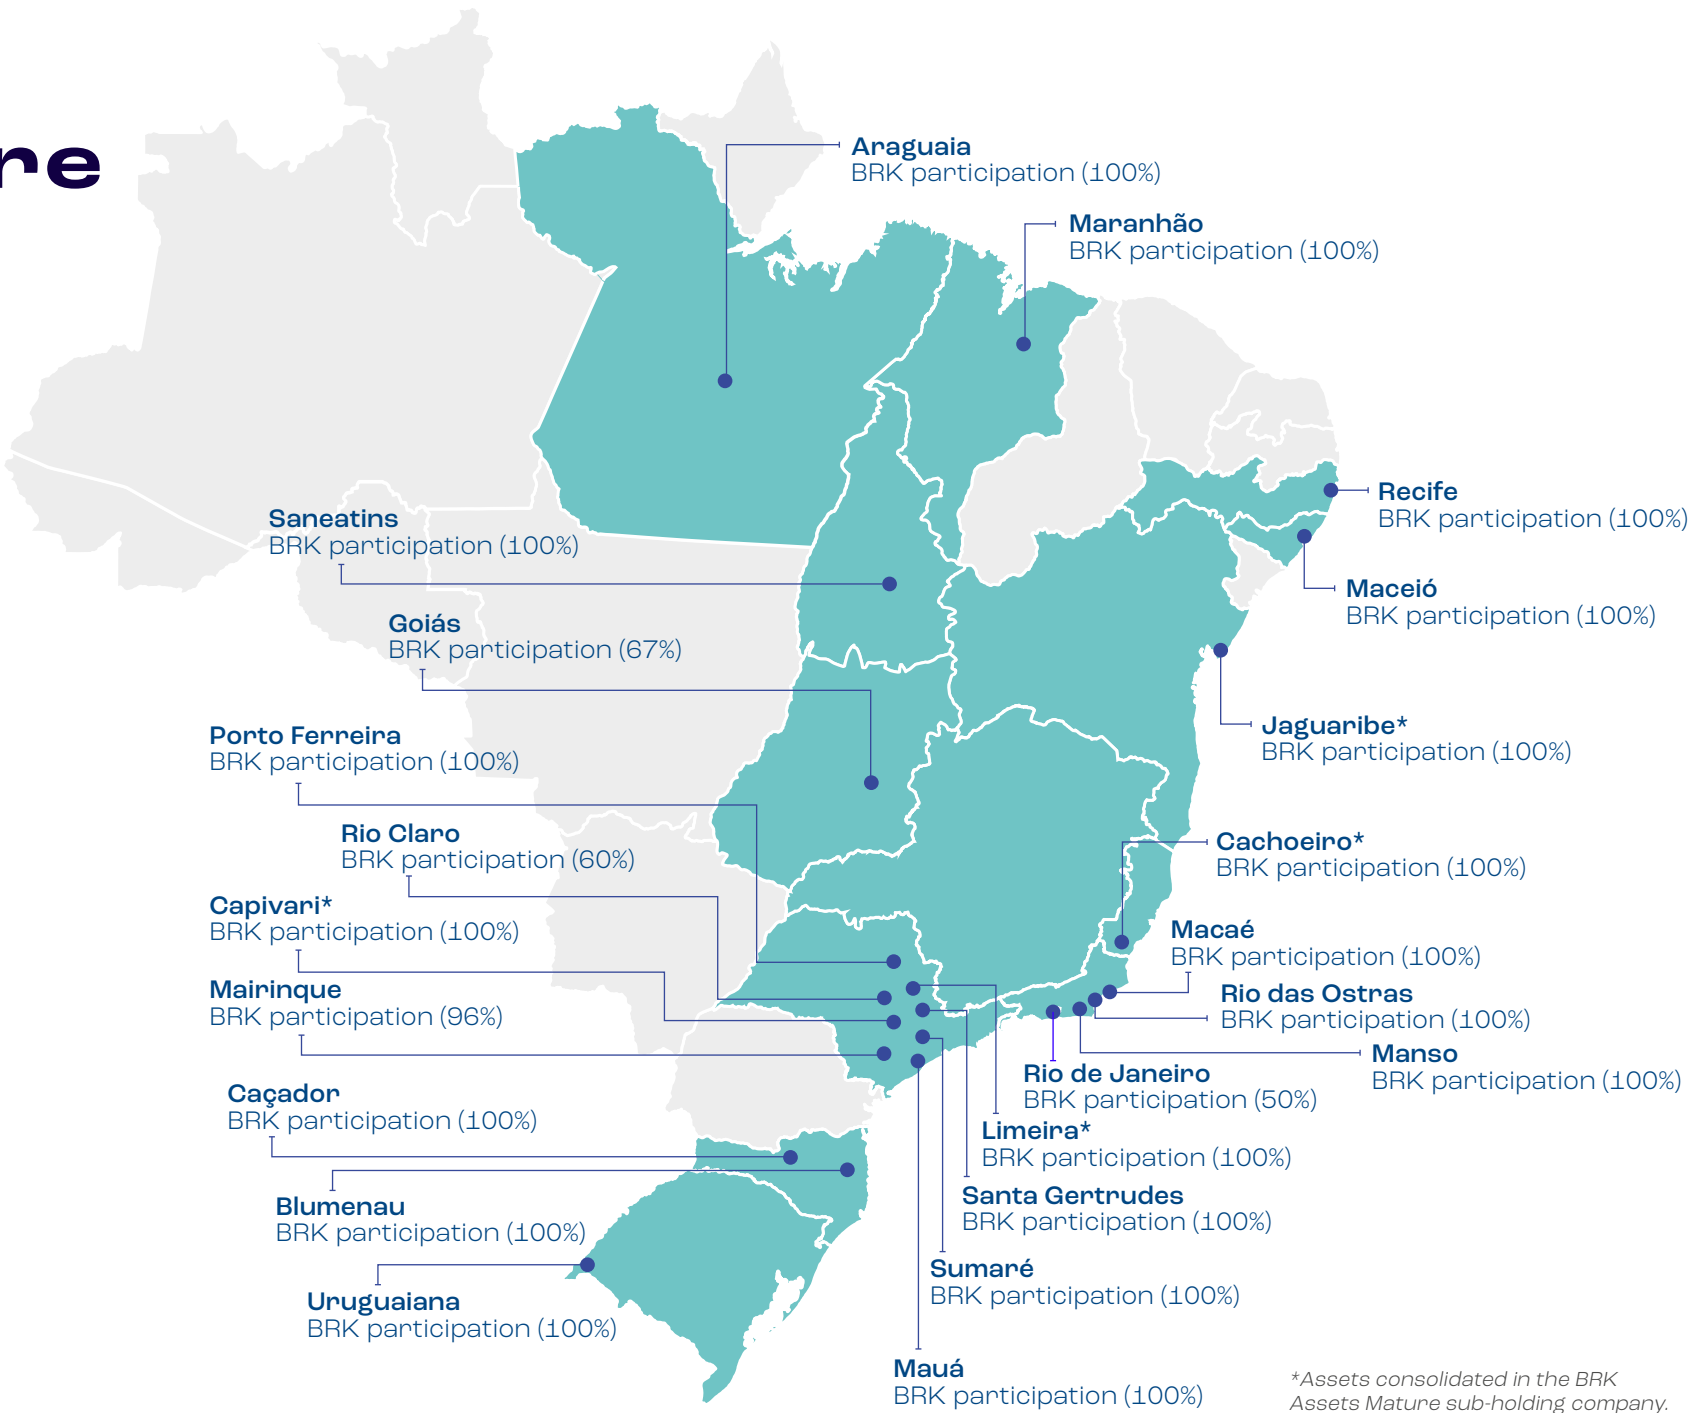 re
Araguaia
BRK participation (100%)
Maranhão
BRK participation (100%)
Recife
BRK participation (100%)
Saneatins
BRK participation (100%)
Maceió
BRK participation (100%)
Goiás
BRK participation (67%)
Jaguaribe*
BRK participation (100%)
Porto Ferreira
BRK participation (100%)
Rio Claro
BRK participation (60%)
Cachoeiro*
BRK participation (100%)
Capivari*
BRK participation (100%)
Macaé
BRK participation (100%)
Mairinque
BRK participation (96%)
Rio das Ostras
BRK participation (100%)
Manso
BRK participation (100%)
Rio de Janeiro
BRK participation (50%)
Caçador
BRK participation (100%)
Limeira*
BRK participation (100%)
Santa Gertrudes
BRK participation (100%)
Blumenau
BRK participation (100%)
Sumaré
BRK participation (100%)
Uruguaiana
BRK participation (100%)
Mauá
BRK participation (100%)
*Assets consolidated in the BRK
Assets Mature sub-holding company.